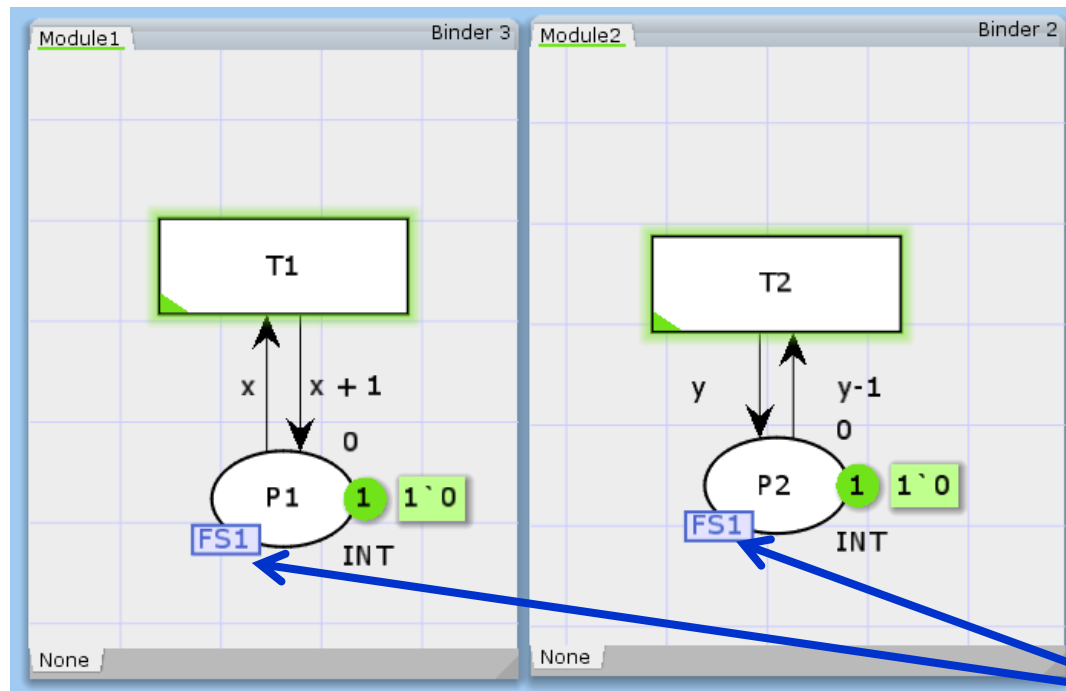 Module1
Binder 3
T1
x
x + 1
0
P1
1
1`0
FS1
INT
None
Module2
Binder 2
T2
y
y-1
0
P2
1
1`0
FS1
INT
None